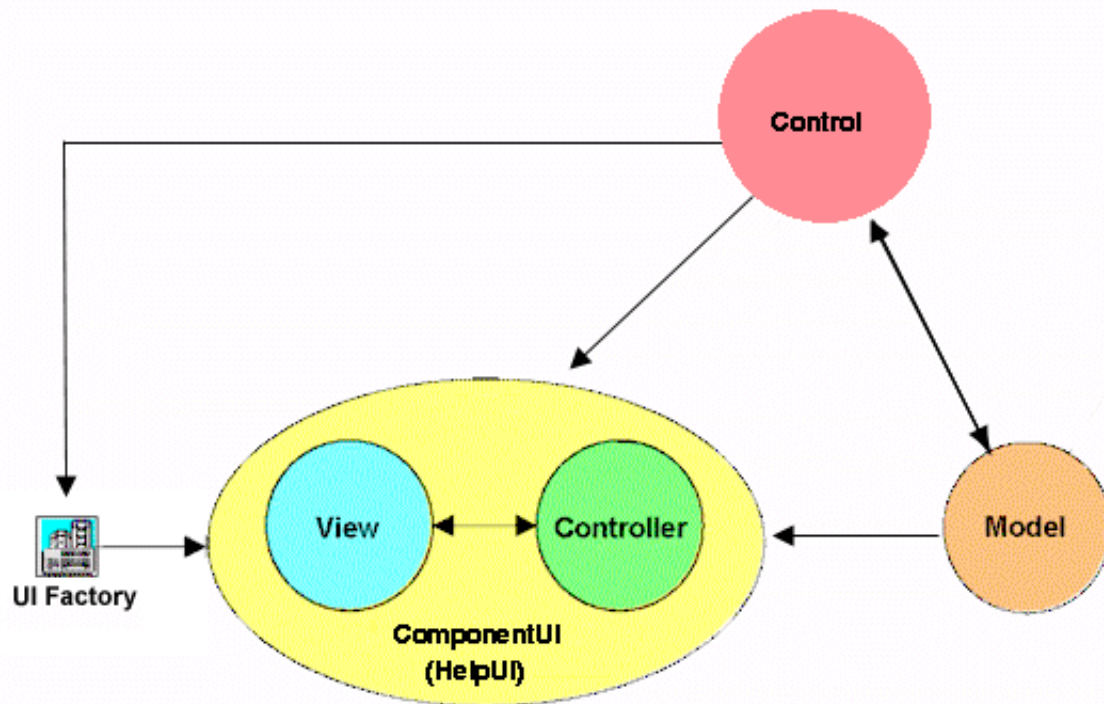 Control
View
Controller
Model
UI Factory
ComponentUI
(HelpUI)